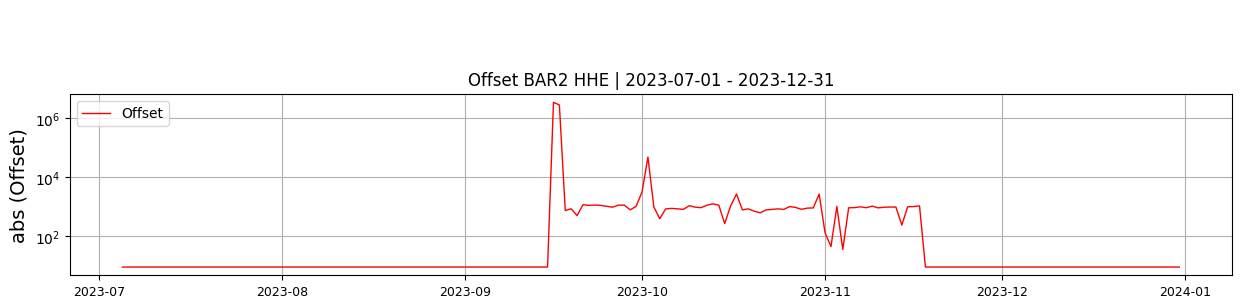 Offset BAR2 HHE | 2023-07-01 - 2023-12-31
Offset
abs (Offset)
10^6
10^4
10^2
2023-07 2023-08 2023-09 2023-10 2023-11 2023-12 2024-01